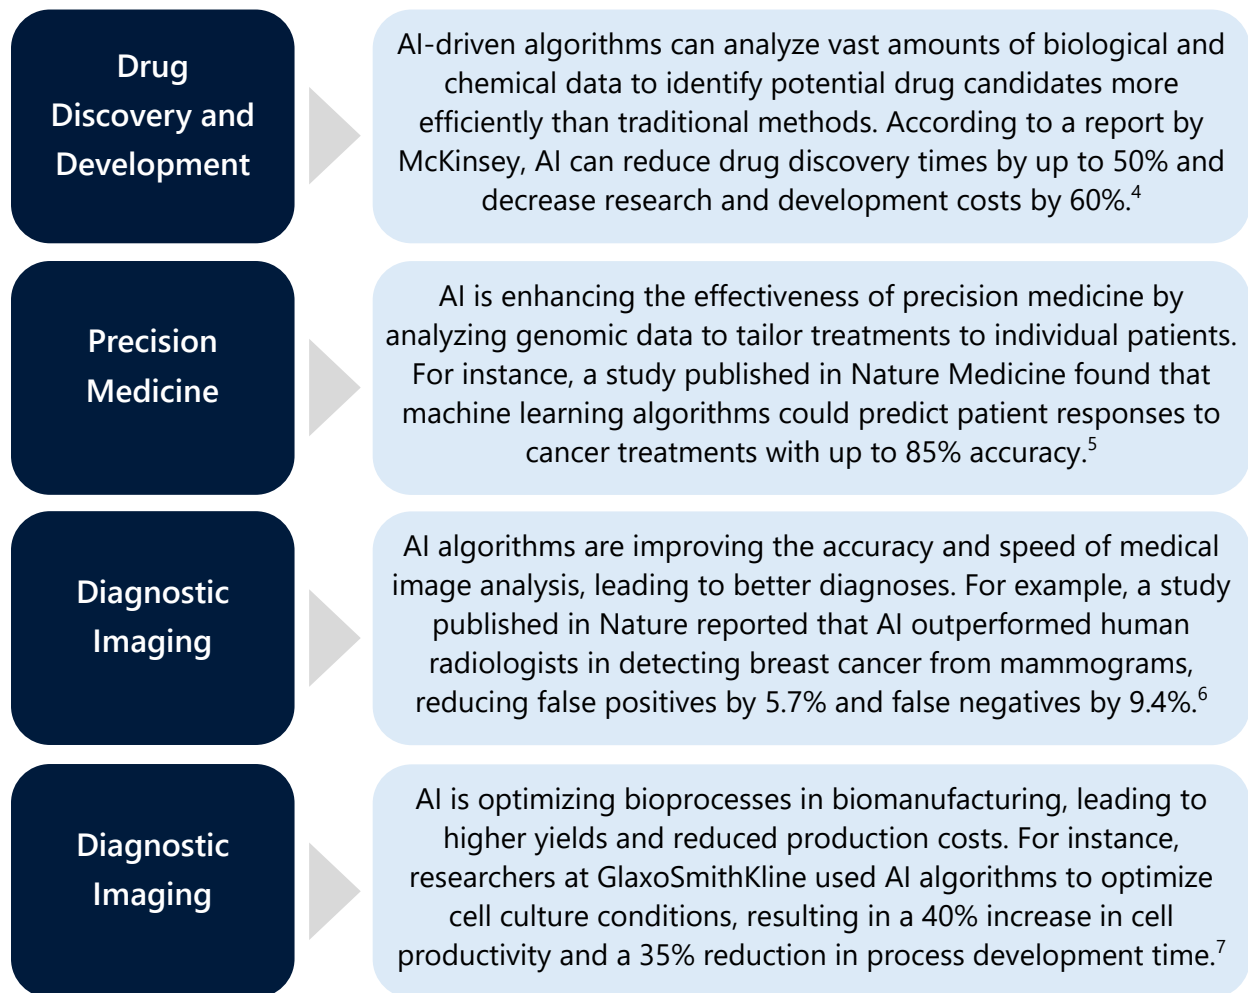 Drug
Discovery and
Development
AI-driven algorithms can analyze vast amounts of biological and
chemical data to identify potential drug candidates more
efficiently than traditional methods. According to a report by
McKinsey, AI can reduce drug discovery times by up to 50% and
decrease research and development costs by 60%.⁴
Precision
Medicine
AI is enhancing the effectiveness of precision medicine by
analyzing genomic data to tailor treatments to individual patients.
For instance, a study published in Nature Medicine found that
machine learning algorithms could predict patient responses to
cancer treatments with up to 85% accuracy.⁵
Diagnostic
Imaging
AI algorithms are improving the accuracy and speed of medical
image analysis, leading to better diagnoses. For example, a study
published in Nature reported that AI outperformed human
radiologists in detecting breast cancer from mammograms,
reducing false positives by 5.7% and false negatives by 9.4%.⁶
Diagnostic
Imaging
AI is optimizing bioprocesses in biomanufacturing, leading to
higher yields and reduced production costs. For instance,
researchers at GlaxoSmithKline used AI algorithms to optimize
cell culture conditions, resulting in a 40% increase in cell
productivity and a 35% reduction in process development time.⁷